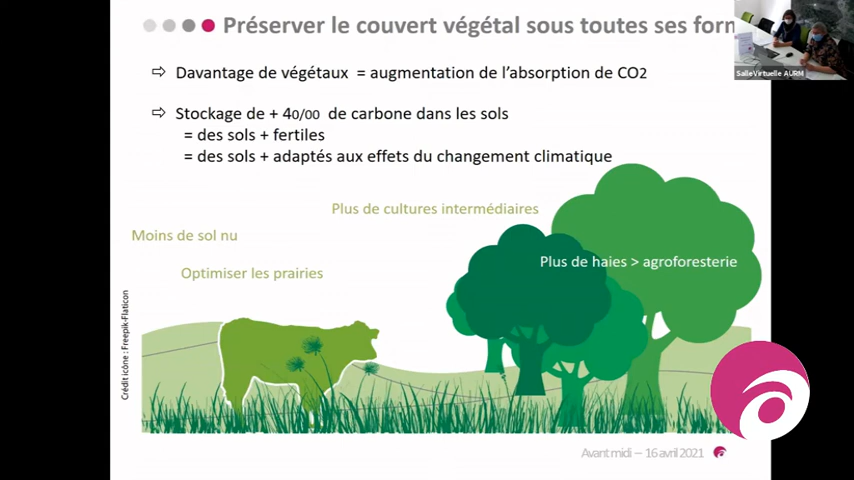 Préserver le couvert végétal sous toutes ses for
SalleVirtuelle AURM
⇨ Davantage de végétaux = augmentation de l’absorption de CO2
⇨ Stockage de + 40/00 de carbone dans les sols
= des sols + fertiles
= des sols + adaptés aux effets du changement climatique
Plus de cultures intermédiaires
Moins de sol nu
Plus de haies > agroforesterie
Optimiser les prairies
Crédit icône : Freepik-Flaticon
Avant midi – 16 avril 2021